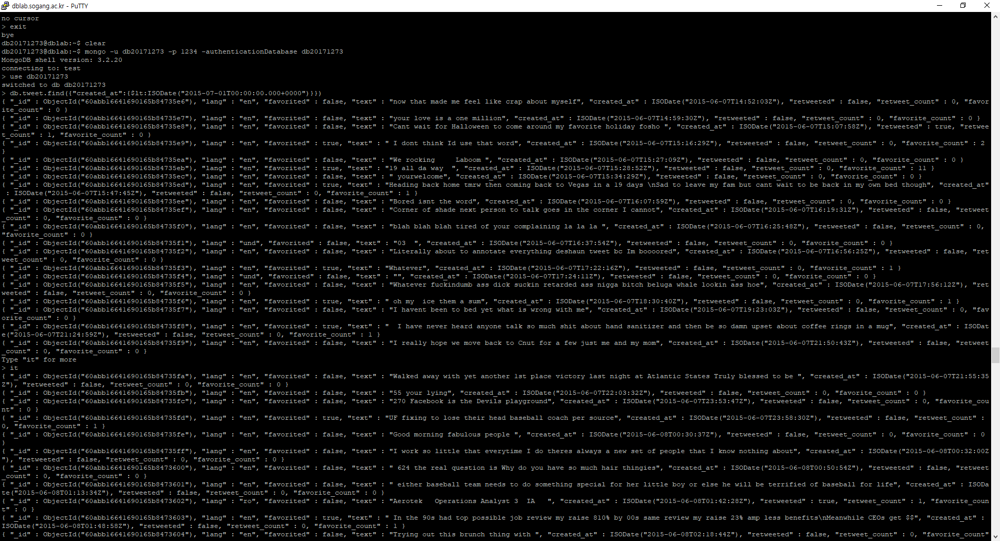 dblab.sogang.ac.kr - PuTTY
no cursor
> exit
bye
db20171273@dblab:~$ clear
db20171273@dblab:~$ mongo -u db20171273 -p 1234 -authenticationDatabase db20171273
MongoDB shell version: 3.2.20
connecting to: test
> use db20171273
switched to db db20171273
> db.tweet.find({"created_at":{$lt:ISODate("2015-07-01T00:00:00.000+0000")}})
{ "_id" : ObjectId("60abb16641690165b84735e6"), "lang" : "en", "favorited" : false, "text" : "now that made me feel like crap about myself", "created_at" : ISODate("2015-06-07T14:52:03Z"), "retweeted" : false, "retweet_count" : 0, "favor
ite_count" : 0 }
{ "_id" : ObjectId("60abb16641690165b84735e7"), "lang" : "en", "favorited" : false, "text" : "your love is a one million", "created_at" : ISODate("2015-06-07T14:59:30Z"), "retweeted" : false, "retweet_count" : 0, "favorite_count" : 0 }
{ "_id" : ObjectId("60abb16641690165b84735e8"), "lang" : "en", "favorited" : false, "text" : "Cant wait for Halloween to come around my favorite holiday fosho ", "created_at" : ISODate("2015-06-07T15:07:58Z"), "retweeted" : true, "retwee
t_count" : 1, "favorite_count" : 0 }
{ "_id" : ObjectId("60abb16641690165b84735e9"), "lang" : "en", "favorited" : true, "text" : " I dont think Id use that word", "created_at" : ISODate("2015-06-07T15:16:29Z"), "retweeted" : false, "retweet_count" : 0, "favorite_count" : 2
}
{ "_id" : ObjectId("60abb16641690165b84735ea"), "lang" : "en", "favorited" : false, "text" : "We rocking     Laboom ", "created_at" : ISODate("2015-06-07T15:27:09Z"), "retweeted" : false, "retweet_count" : 0, "favorite_count" : 0 }
{ "_id" : ObjectId("60abb16641690165b84735eb"), "lang" : "en", "favorited" : true, "text" : "19 all da way  ", "created_at" : ISODate("2015-06-07T15:28:52Z"), "retweeted" : false, "retweet_count" : 0, "favorite_count" : 11 }
{ "_id" : ObjectId("60abb16641690165b84735ec"), "lang" : "en", "favorited" : false, "text" : " yourwelcome", "created_at" : ISODate("2015-06-07T15:34:29Z"), "retweeted" : false, "retweet_count" : 0, "favorite_count" : 0 }
{ "_id" : ObjectId("60abb16641690165b84735ed"), "lang" : "en", "favorited" : true, "text" : "Heading back home tmrw then coming back to Vegas in a 19 days \nSad to leave my fam but cant wait to be back in my own bed though", "created_at"
 : ISODate("2015-06-07T15:47:45Z"), "retweeted" : false, "retweet_count" : 0, "favorite_count" : 1 }
{ "_id" : ObjectId("60abb16641690165b84735ee"), "lang" : "en", "favorited" : false, "text" : "Bored isnt the word", "created_at" : ISODate("2015-06-07T16:07:59Z"), "retweeted" : false, "retweet_count" : 0, "favorite_count" : 0 }
{ "_id" : ObjectId("60abb16641690165b84735ef"), "lang" : "en", "favorited" : false, "text" : "Corner of shade next person to talk goes in the corner I cannot", "created_at" : ISODate("2015-06-07T16:19:31Z"), "retweeted" : false, "retweet
_count" : 0, "favorite_count" : 0 }
{ "_id" : ObjectId("60abb16641690165b84735f0"), "lang" : "en", "favorited" : false, "text" : "blah blah blah tired of your complaining la la la ", "created_at" : ISODate("2015-06-07T16:25:48Z"), "retweeted" : false, "retweet_count" : 0,
"favorite_count" : 0 }
{ "_id" : ObjectId("60abb16641690165b84735f1"), "lang" : "und", "favorited" : false, "text" : "03  ", "created_at" : ISODate("2015-06-07T16:37:54Z"), "retweeted" : false, "retweet_count" : 0, "favorite_count" : 0 }
{ "_id" : ObjectId("60abb16641690165b84735f2"), "lang" : "en", "favorited" : false, "text" : "Literally about to annotate everything deshaun tweet bc Im boooored", "created_at" : ISODate("2015-06-07T16:56:25Z"), "retweeted" : false, "ret
weet_count" : 0, "favorite_count" : 0 }
{ "_id" : ObjectId("60abb16641690165b84735f3"), "lang" : "en", "favorited" : true, "text" : "Whatever", "created_at" : ISODate("2015-06-07T17:22:16Z"), "retweeted" : false, "retweet_count" : 0, "favorite_count" : 1 }
{ "_id" : ObjectId("60abb16641690165b84735f4"), "lang" : "und", "favorited" : false, "text" : "", "created_at" : ISODate("2015-06-07T17:24:11Z"), "retweeted" : false, "retweet_count" : 0, "favorite_count" : 0 }
{ "_id" : ObjectId("60abb16641690165b84735f5"), "lang" : "en", "favorited" : false, "text" : "Whatever fuckindumb ass dick suckin retarded ass nigga bitch beluga whale lookin ass hoe", "created_at" : ISODate("2015-06-07T17:56:12Z"), "ret
weeted" : false, "retweet_count" : 0, "favorite_count" : 0 }
{ "_id" : ObjectId("60abb16641690165b84735f6"), "lang" : "en", "favorited" : true, "text" : " oh my  ice them a sum", "created_at" : ISODate("2015-06-07T18:30:40Z"), "retweeted" : false, "retweet_count" : 0, "favorite_count" : 1 }
{ "_id" : ObjectId("60abb16641690165b84735f7"), "lang" : "en", "favorited" : false, "text" : "I havent been to bed yet what is wrong with me", "created_at" : ISODate("2015-06-07T19:23:03Z"), "retweeted" : false, "retweet_count" : 0, "fav
orite_count" : 0 }
{ "_id" : ObjectId("60abb16641690165b84735f8"), "lang" : "en", "favorited" : true, "text" : "  I have never heard anyone talk so much shit about hand sanitizer and then be so damn upset about coffee rings in a mug", "created_at" : ISODat
e("2015-06-07T21:24:59Z"), "retweeted" : false, "retweet_count" : 0, "favorite_count" : 1 }
{ "_id" : ObjectId("60abb16641690165b84735f9"), "lang" : "en", "favorited" : false, "text" : "I really hope we move back to Cnut for a few just me and my mom", "created_at" : ISODate("2015-06-07T21:50:43Z"), "retweeted" : false, "retweet
_count" : 0, "favorite_count" : 0 }
Type "it" for more
> it
{ "_id" : ObjectId("60abb16641690165b84735fa"), "lang" : "en", "favorited" : false, "text" : "Walked away with yet another 1st place victory last night at Atlantic States Truly blessed to be ", "created_at" : ISODate("2015-06-07T21:55:35
Z"), "retweeted" : false, "retweet_count" : 0, "favorite_count" : 0 }
{ "_id" : ObjectId("60abb16641690165b84735fb"), "lang" : "en", "favorited" : false, "text" : "55 your lying", "created_at" : ISODate("2015-06-07T22:03:32Z"), "retweeted" : false, "retweet_count" : 0, "favorite_count" : 0 }
{ "_id" : ObjectId("60abb16641690165b84735fc"), "lang" : "en", "favorited" : false, "text" : "270 Facebook is the Devils playground", "created_at" : ISODate("2015-06-07T23:53:47Z"), "retweeted" : false, "retweet_count" : 0, "favorite_cou
nt" : 0 }
{ "_id" : ObjectId("60abb16641690165b84735fd"), "lang" : "en", "favorited" : true, "text" : "UF fixing to lose their head baseball coach per source", "created_at" : ISODate("2015-06-07T23:58:30Z"), "retweeted" : false, "retweet_count" :
0, "favorite_count" : 1 }
{ "_id" : ObjectId("60abb16641690165b84735fe"), "lang" : "en", "favorited" : false, "text" : "Good morning fabulous people ", "created_at" : ISODate("2015-06-08T00:30:37Z"), "retweeted" : false, "retweet_count" : 0, "favorite_count" : 0
}
{ "_id" : ObjectId("60abb16641690165b84735ff"), "lang" : "en", "favorited" : false, "text" : "I work so little that everytime I do theres always a new set of people that I know nothing about", "created_at" : ISODate("2015-06-08T00:32:00Z
"), "retweeted" : false, "retweet_count" : 0, "favorite_count" : 0 }
{ "_id" : ObjectId("60abb16641690165b8473600"), "lang" : "en", "favorited" : false, "text" : " 624 the real question is Why do you have so much hair thingies", "created_at" : ISODate("2015-06-08T00:50:54Z"), "retweeted" : false, "retweet
_count" : 0, "favorite_count" : 0 }
{ "_id" : ObjectId("60abb16641690165b8473601"), "lang" : "en", "favorited" : false, "text" : " either baseball team needs to do something special for her little boy or else he will be terrified of baseball for life", "created_at" : ISODa
te("2015-06-08T01:13:34Z"), "retweeted" : false, "retweet_count" : 0, "favorite_count" : 0 }
{ "_id" : ObjectId("60abb16641690165b8473602"), "lang" : "ro", "favorited" : false, "text" : "Aerotek   Operations Analyst 3  IA   ", "created_at" : ISODate("2015-06-08T01:42:28Z"), "retweeted" : true, "retweet_count" : 1, "favorite_coun
t" : 0 }
{ "_id" : ObjectId("60abb16641690165b8473603"), "lang" : "en", "favorited" : true, "text" : " In the 90s had top possible job review my raise 810% by 00s same review my raise 23% amp less benefits\nMeanwhile CEOs get $$", "created_at" :
ISODate("2015-06-08T01:48:58Z"), "retweeted" : false, "retweet_count" : 0, "favorite_count" : 1 }
{ "_id" : ObjectId("60abb16641690165b8473604"), "lang" : "en", "favorited" : false, "text" : "Trying out this brunch thing with ", "created_at" : ISODate("2015-06-08T02:18:44Z"), "retweeted" : false, "retweet_count" : 0, "favorite_count"